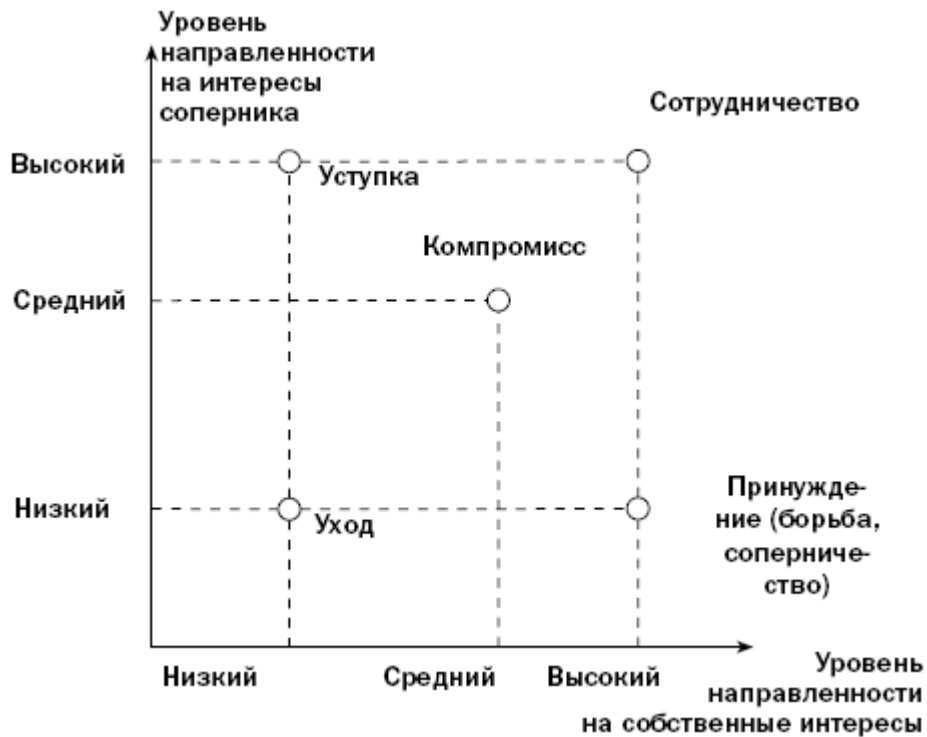 Уровень
направленности
на интересы
соперника
Сотрудничество
Высокий
Уступка
Компромисс
Средний
Низкий
Уход
Принужде-
ние (борьба,
соперниче-
ство)
Низкий
Средний
Высокий
Уровень
направленности
на собственные интересы